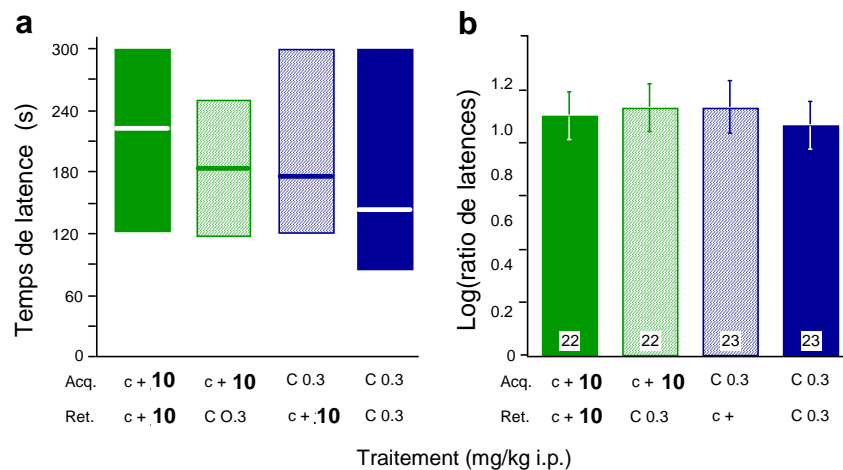 a
b
Temps de latence (s)
300
240
180
120
60
0
Acq. c + 10 c + 10 C 0.3 C 0.3
Ret. c + 10 C O.3 c + 10 C 0.3
Log(ratio de latences)
1.2
1.0
0.8
0.6
0.4
0.2
0
22 22 23 23
Acq. c + 10 c + 10 C 0.3 C 0.3
Ret. c + 10 C 0.3 c + C 0.3
Traitement (mg/kg i.p.)